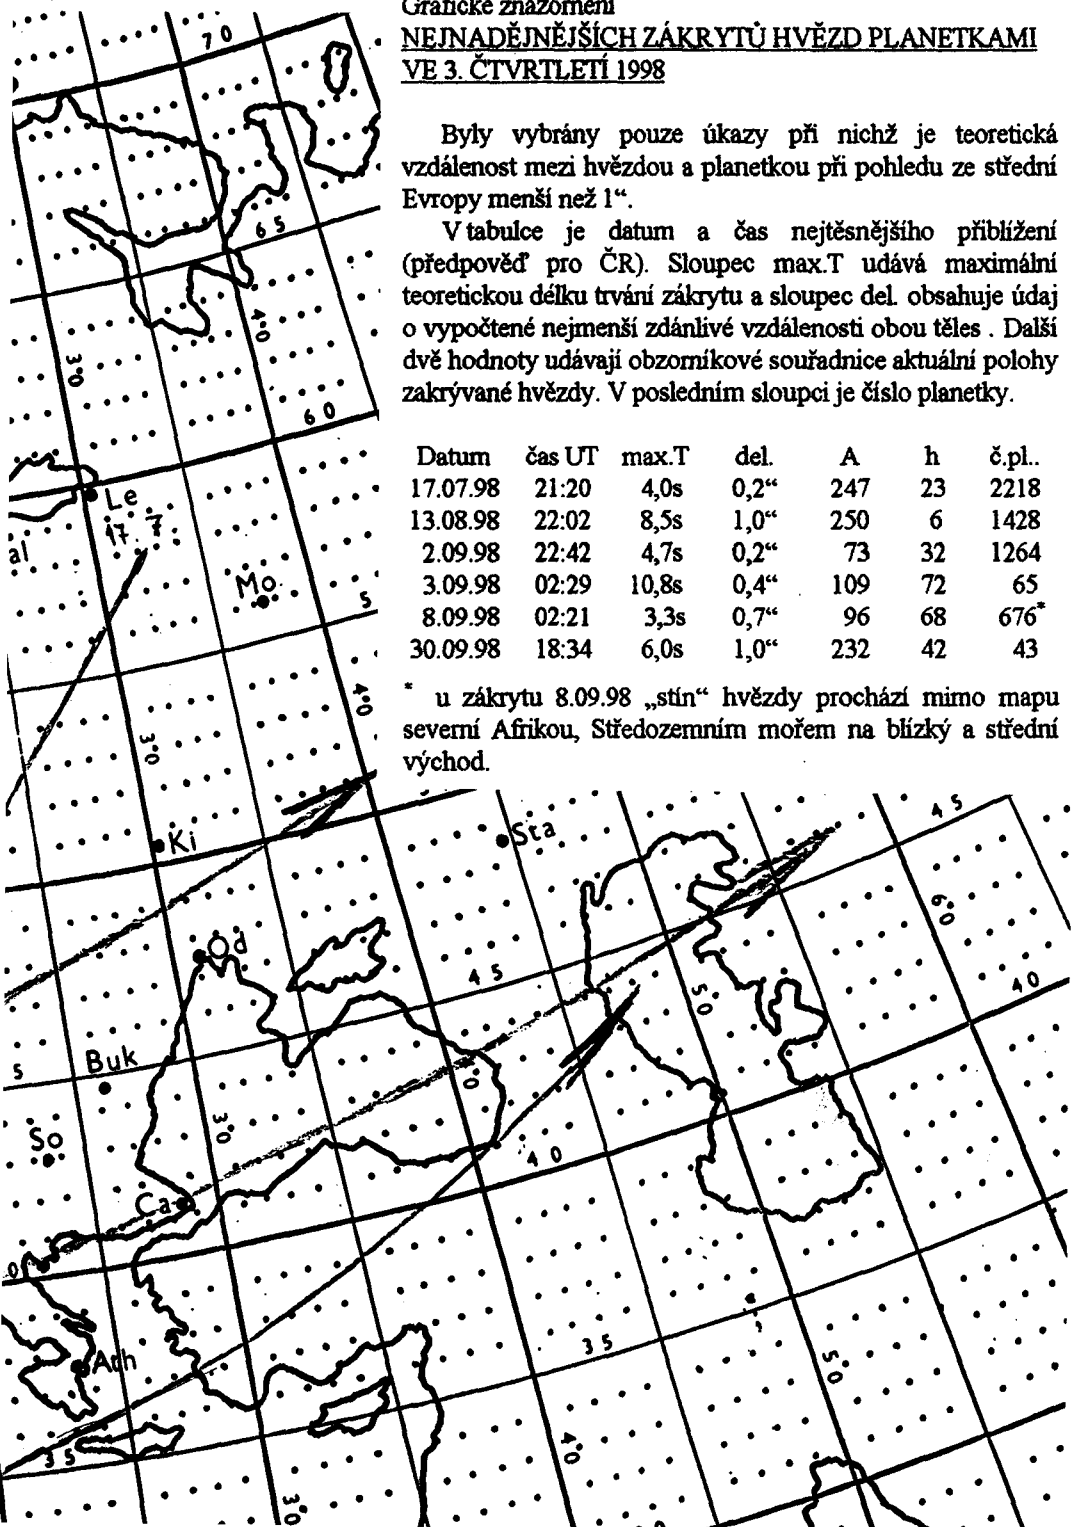 Grafické znázornění
NEJNADĚJNĚJŠÍCH ZÁKRYTŮ HVĚZD PLANETKAMI
VE 3. ČTVRTLETÍ 1998
Byly vybrány pouze úkazy při nichž je teoretická
vzdálenost mezi hvězdou a planetkou při pohledu ze střední
Evropy menší než 1“.
V tabulce je datum a čas nejtěsnějšího přiblížení
(předpověď pro ČR). Sloupec max.T udává maximální
teoretickou délku trvání zákrytu a sloupec del. obsahuje údaj
o vypočtené nejmenší zdánlivé vzdálenosti obou těles . Další
dvě hodnoty udávají obzorníkové souřadnice aktuální polohy
zakrývané hvězdy. V posledním sloupci je číslo planetky.
Datum čas UT max.T del. A h č.pl..
17.07.98 21:20 4,0s 0,2“ 247 23 2218
13.08.98 22:02 8,5s 1,0“ 250 6 1428
2.09.98 22:42 4,7s 0,2“ 73 32 1264
3.09.98 02:29 10,8s 0,4“ 109 72 65
8.09.98 02:21 3,3s 0,7“ 96 68 676*
30.09.98 18:34 6,0s 1,0“ 232 42 43
* u zákrytu 8.09.98 „stín“ hvězdy prochází mimo mapu
severní Afrikou, Středozemním mořem na blízký a střední
východ.
70
65
40
30
60
Le
17. 7.
al
Mo
5
40
30
Ki
Sta
45
60
Od
45
50
40
5
Buk
30
So
40
Ca
0
35
Ath
50
35
40
30